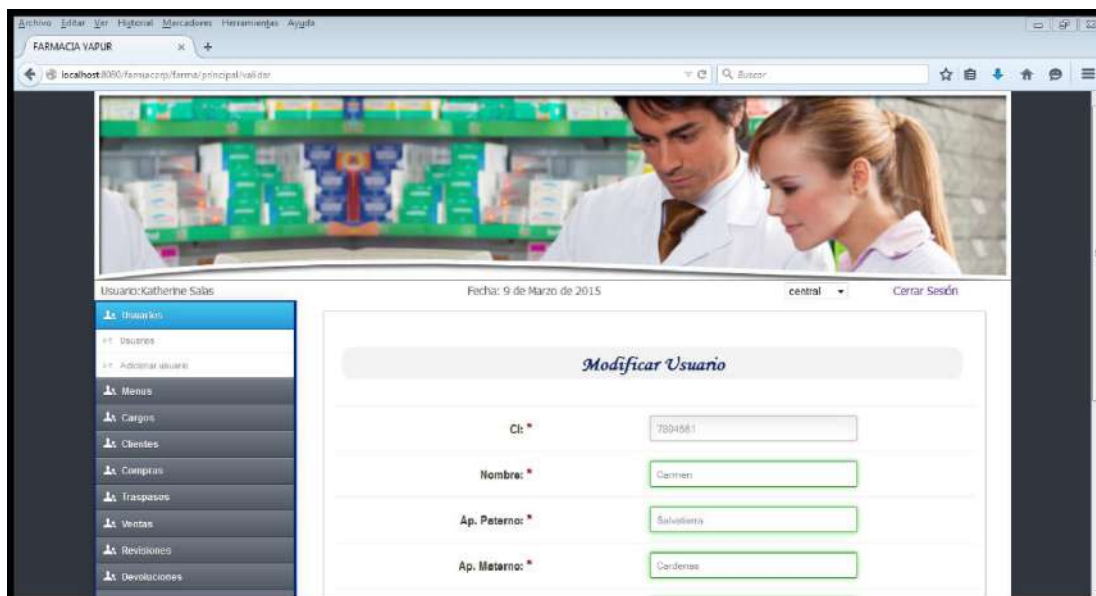 Archivo Editar Ver Historial Marcadores Herramientas Ayuda
FARMACIA YAPUR × +
localhost:8080/farmacorp/farma/principal/validar Buscar
Usuario:Katherine Salas Fecha: 9 de Marzo de 2015 central Cerrar Sesión
Usuarios
Usuarios
Adicionar usuario
Menus
Cargos
Clientes
Compras
Traspasos
Ventas
Revisiones
Devoluciones
Modificar Usuario
CI: *
Nombre: * Carmen
Ap. Paterno: * Salvatierra
Ap. Materno: * Cardenas